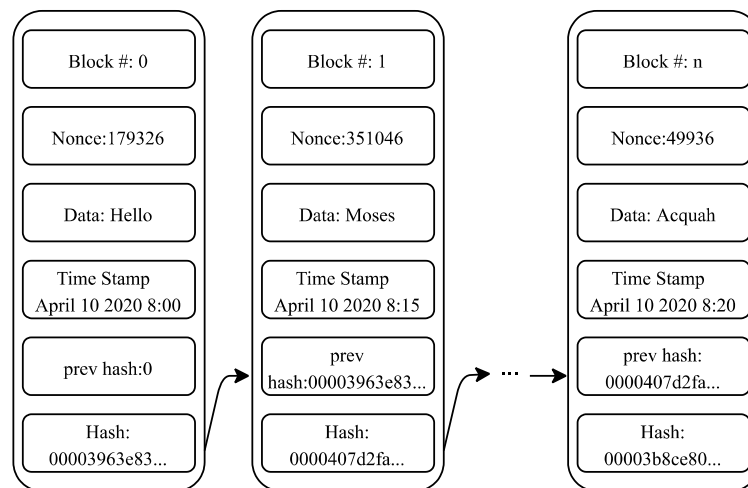 Block #: 0
Nonce:179326
Data: Hello
Time Stamp
April 10 2020 8:00
prev hash:0
Hash:
00003963e83...
Block #: 1
Nonce:351046
Data: Moses
Time Stamp
April 10 2020 8:15
prev
hash:00003963e83...
Hash:
0000407d2fa...
...
Block #: n
Nonce:49936
Data: Acquah
Time Stamp
April 10 2020 8:20
prev hash:
0000407d2fa...
Hash:
00003b8ce80...